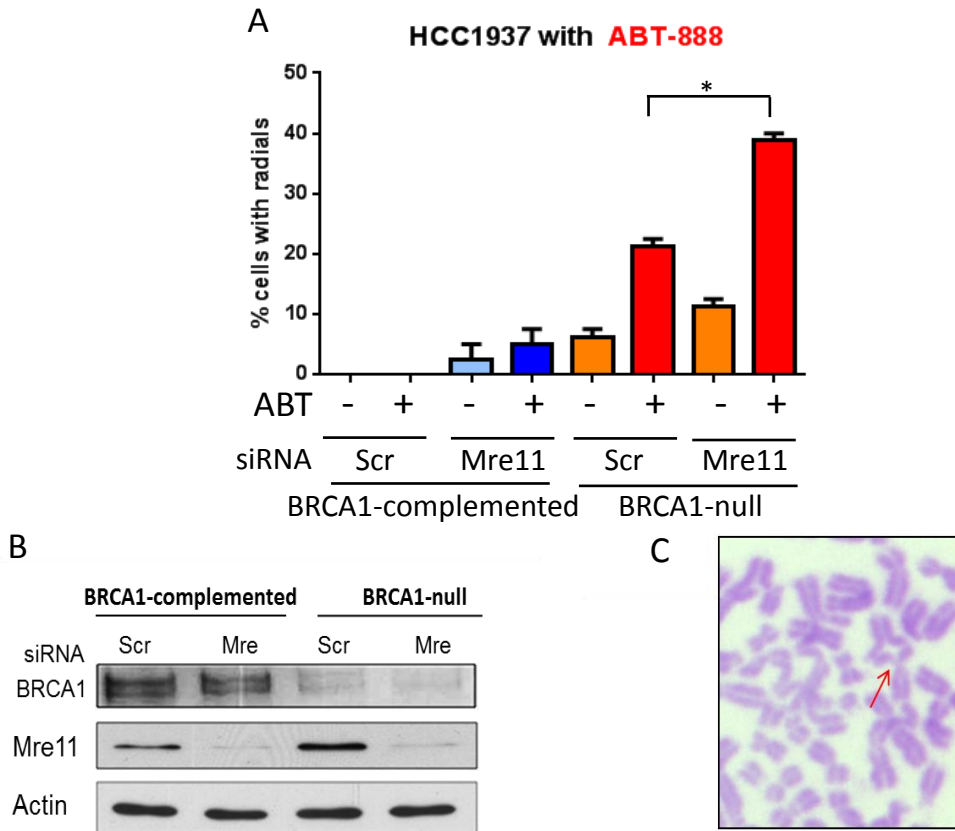 A
HCC1937 with ABT-888
% cells with radials
50
40
30
20
10
0
*
ABT - + - + - + - +
siRNA Scr Mre11 Scr Mre11
BRCA1-complemented BRCA1-null
B
BRCA1-complemented BRCA1-null
siRNA Scr Mre Scr Mre
BRCA1
Mre11
Actin
C